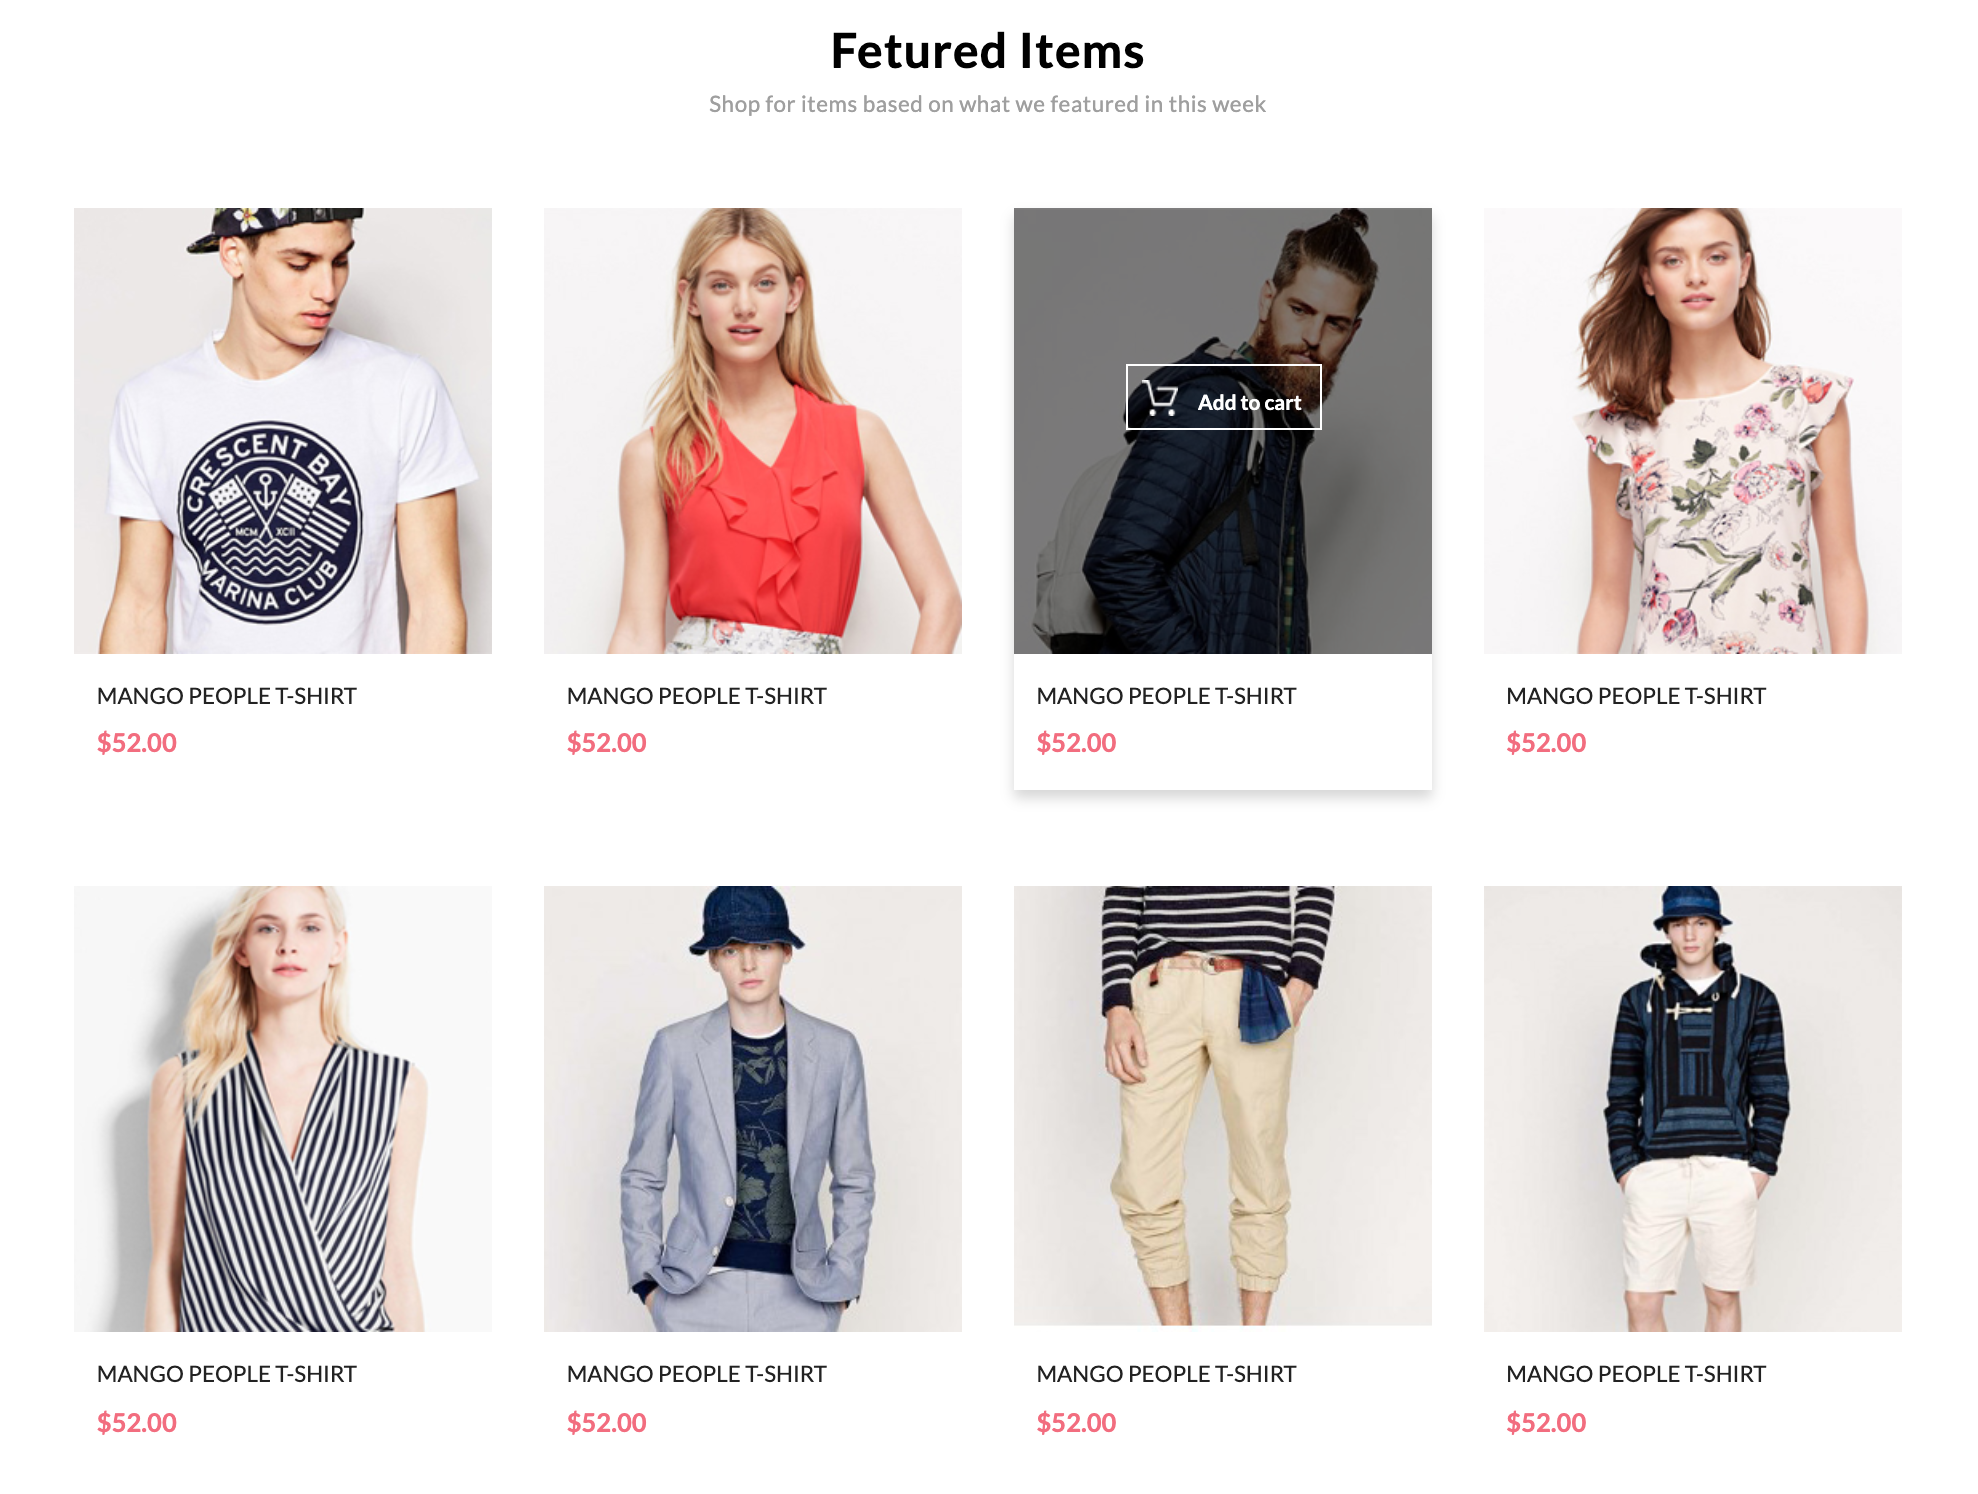 Fetured Items
Shop for items based on what we featured in this week
CRESCENT BAY
MCM XCIII
MARINA CLUB
Add to cart
MANGO PEOPLE T-SHIRT
MANGO PEOPLE T-SHIRT
MANGO PEOPLE T-SHIRT
MANGO PEOPLE T-SHIRT
$52.00
$52.00
$52.00
$52.00
MANGO PEOPLE T-SHIRT
MANGO PEOPLE T-SHIRT
MANGO PEOPLE T-SHIRT
MANGO PEOPLE T-SHIRT
$52.00
$52.00
$52.00
$52.00